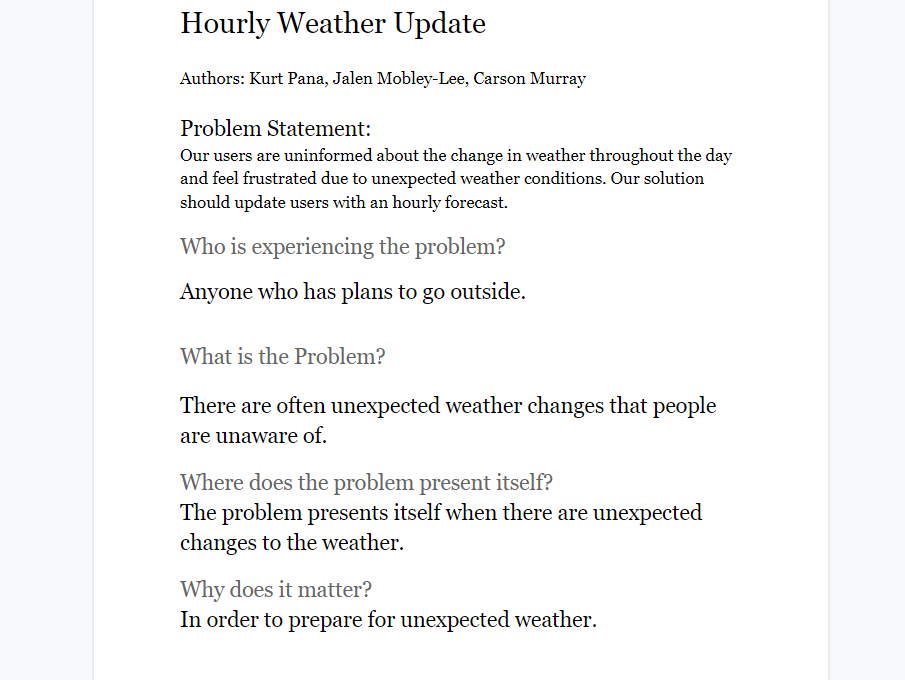 Hourly Weather Update
Authors: Kurt Pana, Jalen Mobley-Lee, Carson Murray
Problem Statement:
Our users are uninformed about the change in weather throughout the day
and feel frustrated due to unexpected weather conditions. Our solution
should update users with an hourly forecast.
Who is experiencing the problem?
Anyone who has plans to go outside.
What is the Problem?
There are often unexpected weather changes that people
are unaware of.
Where does the problem present itself?
The problem presents itself when there are unexpected
changes to the weather.
Why does it matter?
In order to prepare for unexpected weather.